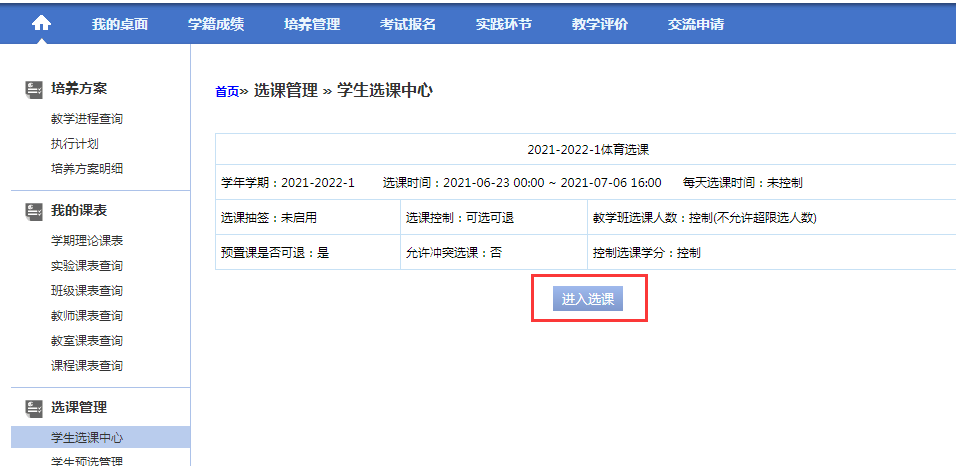 我的桌面 学籍成绩 培养管理 考试报名 实践环节 教学评价 交流申请
培养方案
教学进程查询
执行计划
培养方案明细
我的课表
学期理论课表
实验课表查询
班级课表查询
教师课表查询
教室课表查询
课程课表查询
选课管理
学生选课中心
学生预选管理
首页» 选课管理 » 学生选课中心
2021-2022-1体育选课
学年学期：2021-2022-1 选课时间：2021-06-23 00:00 ~ 2021-07-06 16:00 每天选课时间：未控制
选课抽签：未启用 选课控制：可选可退 教学班选课人数：控制(不允许超限选人数)
预置课是否可退：是 允许冲突选课：否 控制选课学分：控制
进入选课